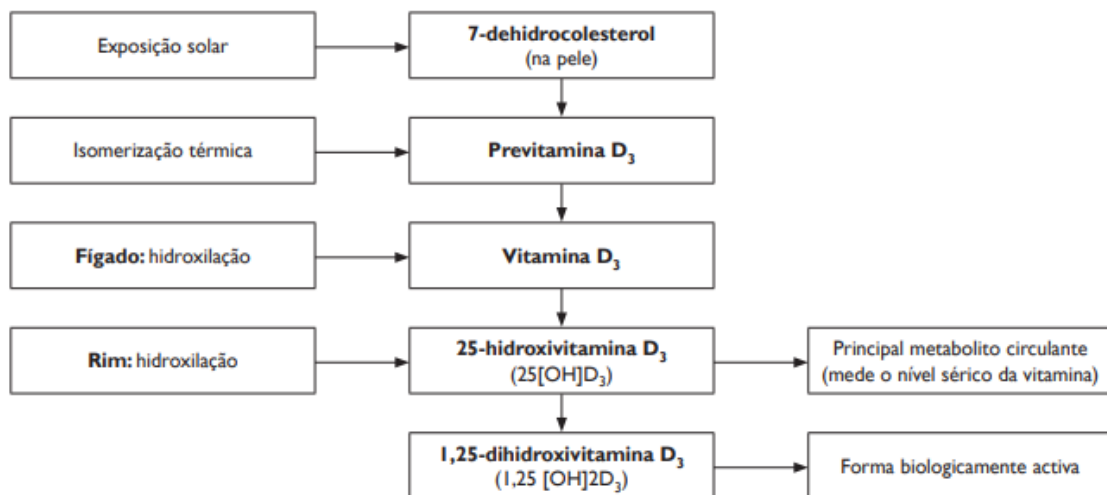 Exposição solar
7-dehidrocolesterol
(na pele)
Isomerização térmica
Previtamina D₃
Fígado: hidroxilação
Vitamina D₃
Rim: hidroxilação
25-hidroxivitamina D₃
(25[OH]D₃)
Principal metabolito circulante
(mede o nível sérico da vitamina)
1,25-dihidroxivitamina D₃
(1,25 [OH]2D₃)
Forma biologicamente activa